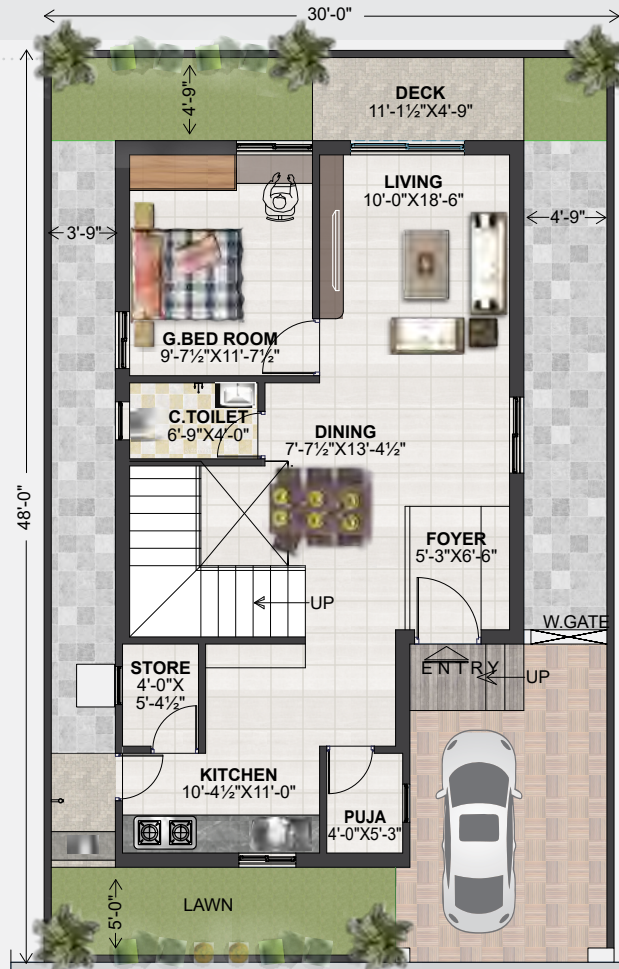 30'-0"
DECK
11'-1½"X4'-9"
4'-9"
LIVING
10'-0"X18'-6"
3'-9"
4'-9"
G.BED ROOM
9'-7½"X11'-7½"
C.TOILET
6'-9"X4'-0"
DINING
7'-7½"X13'-4½"
48'-0"
FOYER
5'-3"X6'-6"
UP
W.GATE
STORE
4'-0"X
5'-4½"
ENTRY
UP
KITCHEN
10'-4½"X11'-0"
PUJA
4'-0"X5'-3"
5'-0"
LAWN